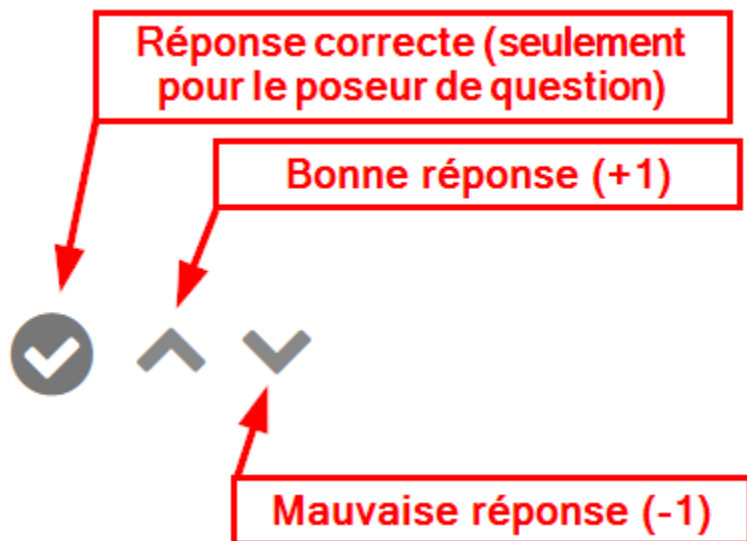 Réponse correcte (seulement
pour le poseur de question)
Bonne réponse (+1)
Mauvaise réponse (-1)